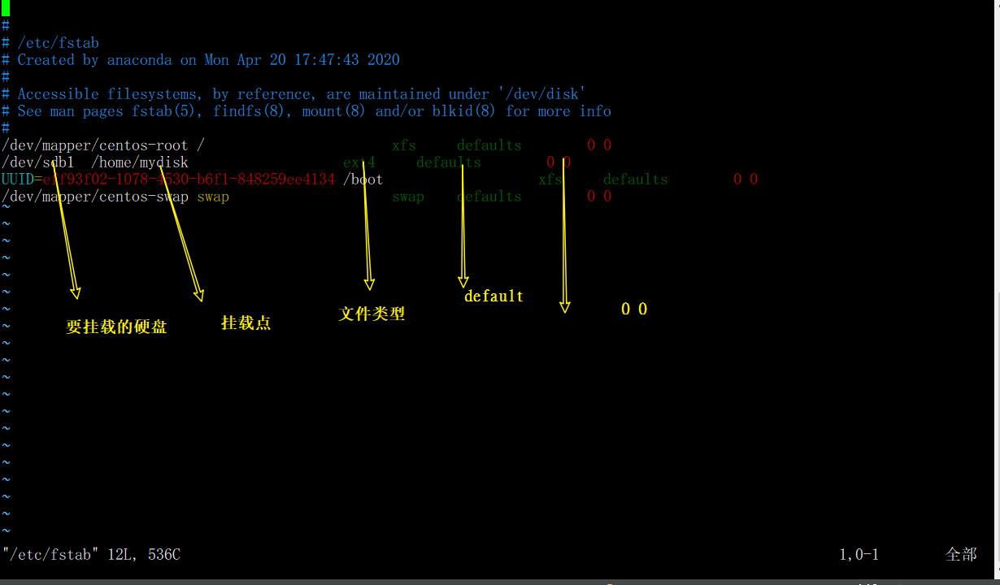 #
# /etc/fstab
# Created by anaconda on Mon Apr 20 17:47:43 2020
#
# Accessible filesystems, by reference, are maintained under '/dev/disk'
# See man pages fstab(5), findfs(8), mount(8) and/or blkid(8) for more info
#
/dev/mapper/centos-root / xfs defaults 0 0
/dev/sdb1 /home/mydisk ext4 defaults 0 0
UUID=eff93f02-1078-4530-b6f1-848259ee4134 /boot xfs defaults 0 0
/dev/mapper/centos-swap swap swap defaults 0 0
~
~
~
~
~
~
default
~
0 0
文件类型
~
挂载点
要挂载的硬盘
~
~
~
~
~
~
~
~
~
~
~
~
"/etc/fstab" 12L, 536C 1,0-1 全部